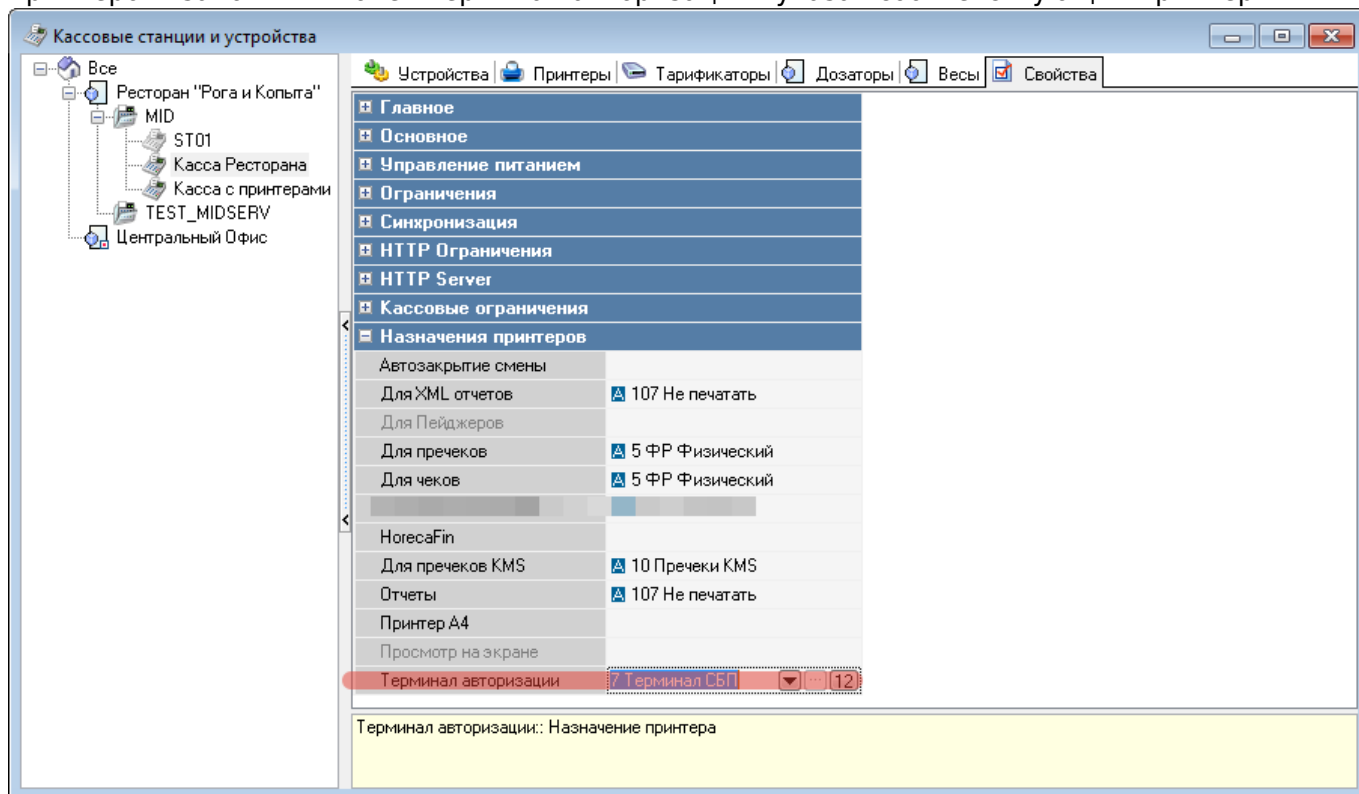 Кассовые станции и устройства
Все
Ресторан "Рога и Копыта"
MID
ST01
Касса Ресторана
Касса с принтерами
TEST_MIDSERV
Центральный Офис
Устройства Принтеры Тарификаторы Дозаторы Весы Свойства
Главное
Основное
Управление питанием
Ограничения
Синхронизация
HTTP Ограничения
HTTP Server
Кассовые ограничения
Назначения принтеров
Автозакрытие смены
Для XML отчетов A 107 Не печатать
Для Пейджеров
Для пречеков A 5 ФР Физический
Для чеков A 5 ФР Физический
HorecaFin
Для пречеков KMS A 10 Пречеки KMS
Отчеты A 107 Не печатать
Принтер A4
Просмотр на экране
Терминал авторизации 7 Терминал СБП ... 12
Терминал авторизации:: Назначение принтера